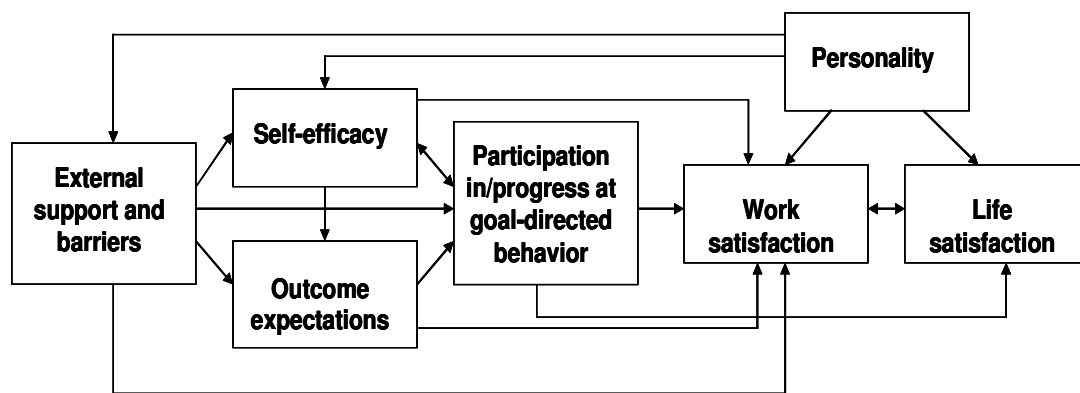 Personality
Self-efficacy
External
support and
barriers
Participation
in/progress at
goal-directed
behavior
Work
satisfaction
Life
satisfaction
Outcome
expectations